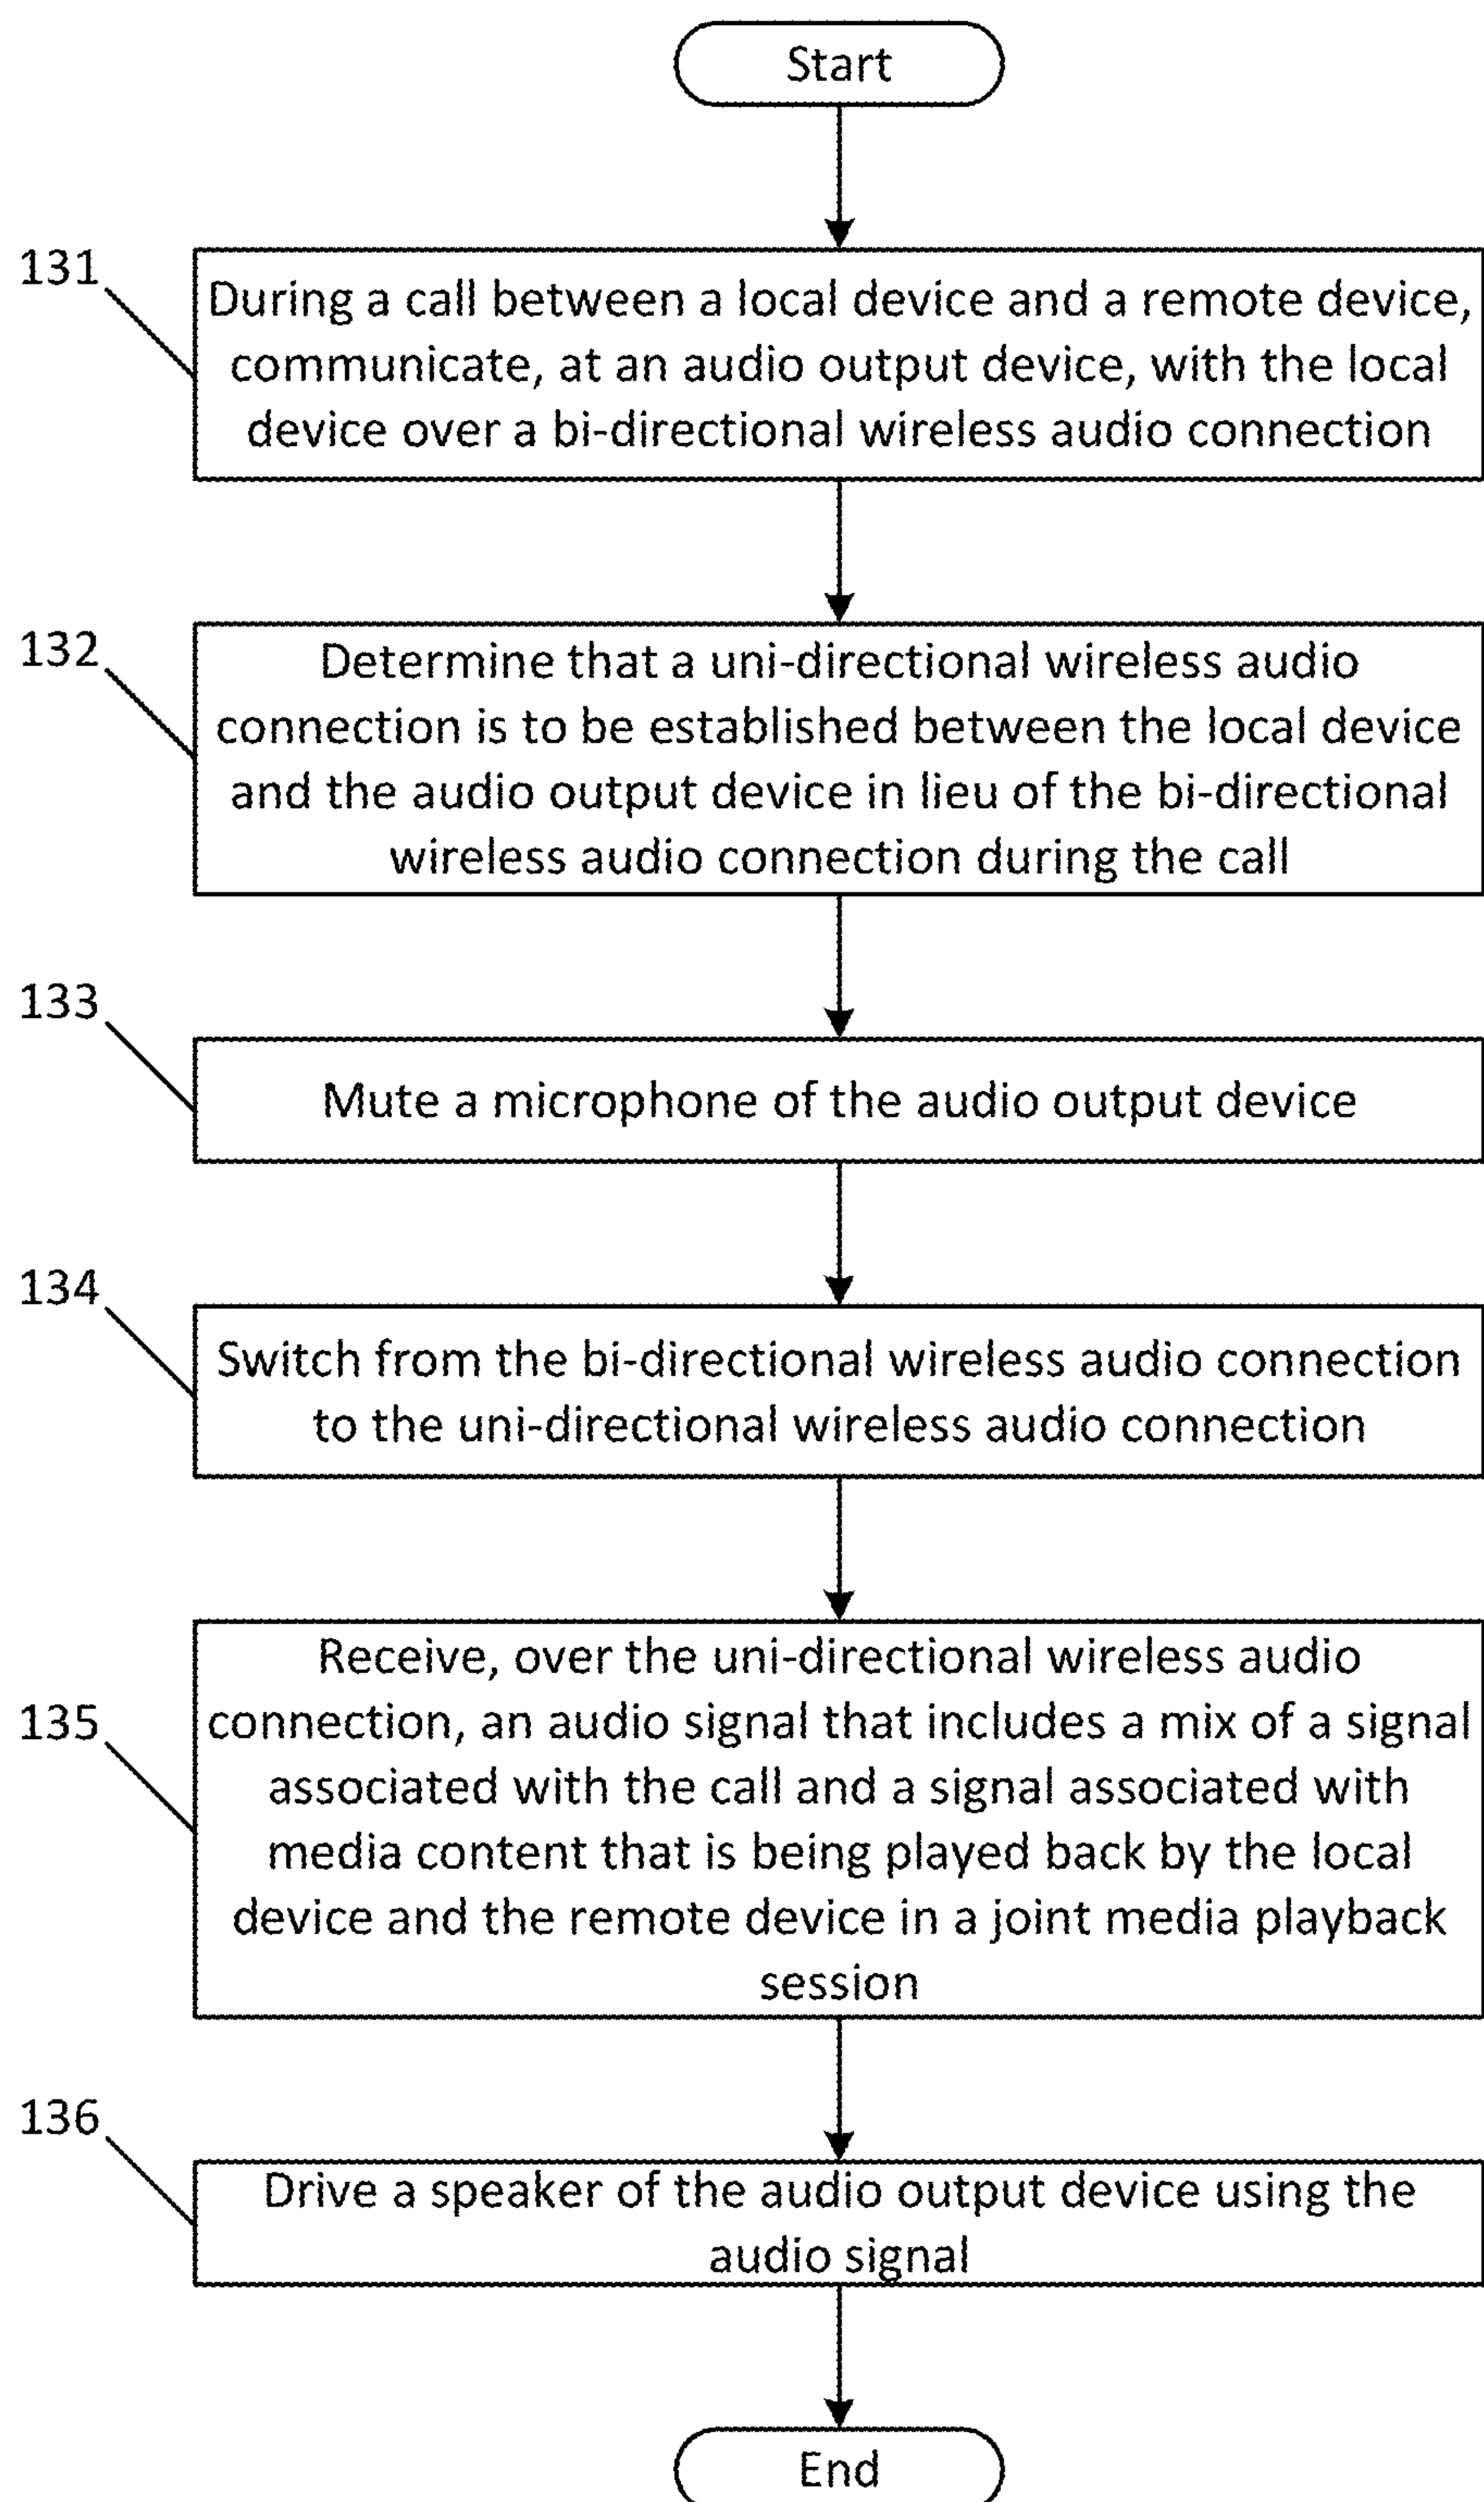 Start
131
During a call between a local device and a remote device,
communicate, at an audio output device, with the local
device over a bi-directional wireless audio connection
132
Determine that a uni-directional wireless audio
connection is to be established between the local device
and the audio output device in lieu of the bi-directional
wireless audio connection during the call
133
Mute a microphone of the audio output device
134
Switch from the bi-directional wireless audio connection
to the uni-directional wireless audio connection
135
Receive, over the uni-directional wireless audio
connection, an audio signal that includes a mix of a signal
associated with the call and a signal associated with
media content that is being played back by the local
device and the remote device in a joint media playback
session
136
Drive a speaker of the audio output device using the
audio signal
End